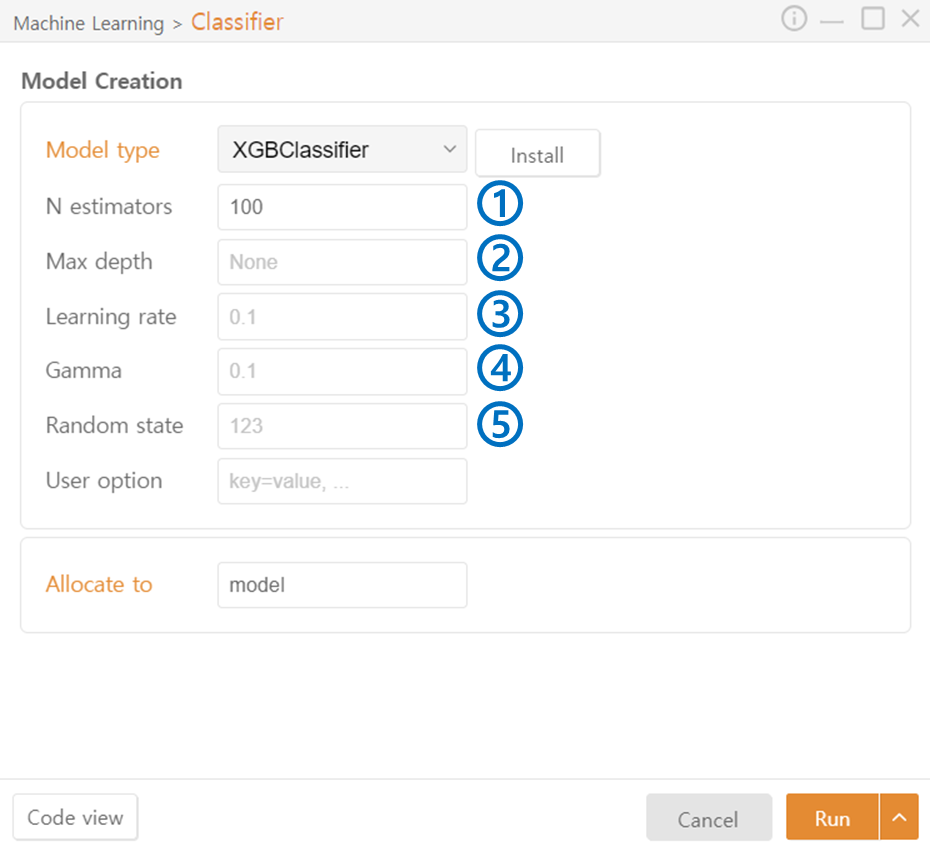 Machine Learning > Classifier
Model Creation
Model type XGBClassifier Install
N estimators 100 ①
Max depth None ②
Learning rate 0.1 ③
Gamma 0.1 ④
Random state 123 ⑤
User option key=value, ...
Allocate to model
Code view Cancel Run